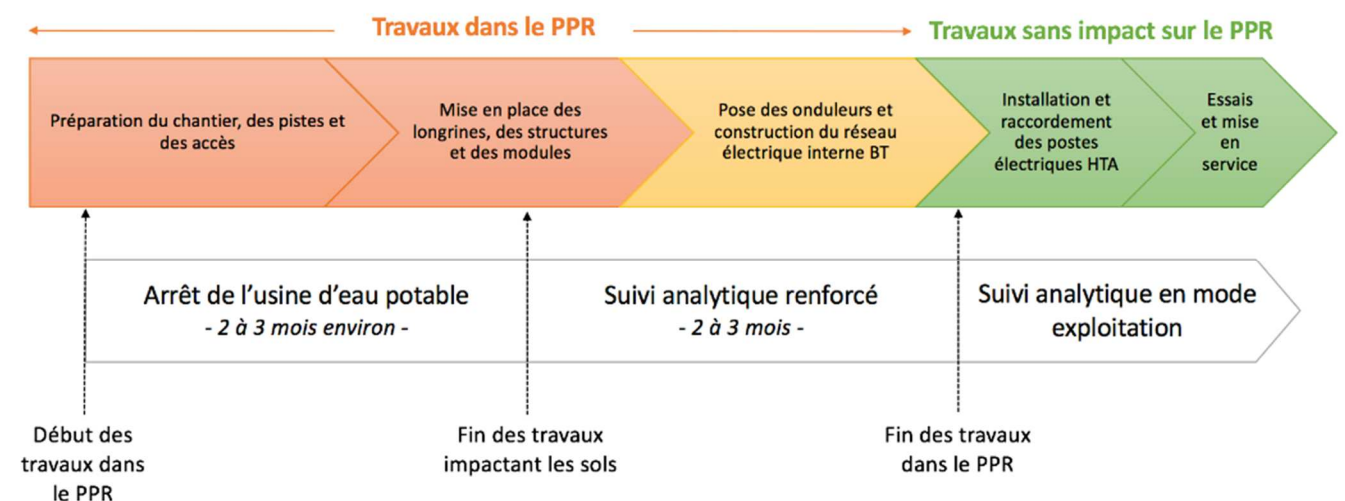 Travaux dans le PPR
Travaux sans impact sur le PPR
Préparation du chantier, des pistes et
des accès
Mise en place des
longrines, des structures
et des modules
Pose des onduleurs et
construction du réseau
électrique interne BT
Installation et
raccordement
des postes
électriques HTA
Essais
et mise
en
service
Arrêt de l’usine d’eau potable
- 2 à 3 mois environ -
Suivi analytique renforcé
- 2 à 3 mois -
Suivi analytique en mode
exploitation
Début des
travaux dans
le PPR
Fin des travaux
impactant les sols
Fin des travaux
dans le PPR